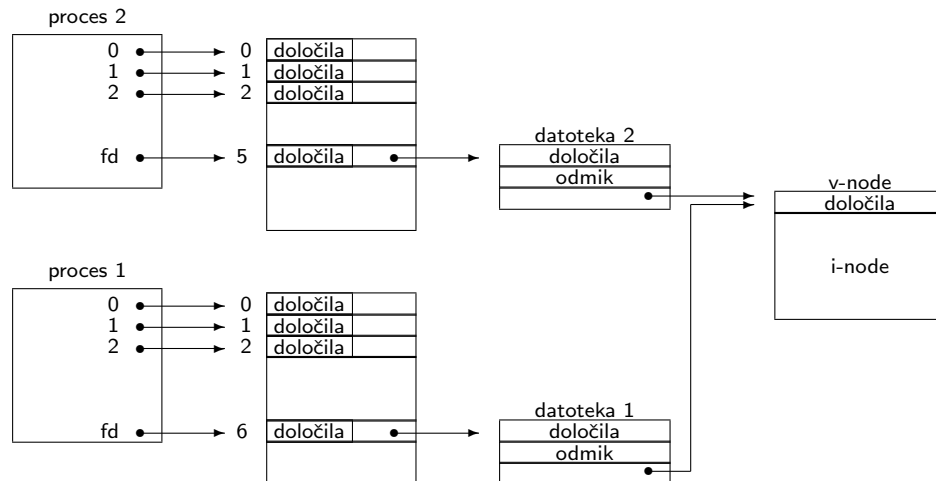 proces 2
0 0 določila
1 1 določila
2 2 določila
datoteka 2
fd 5 določila določila
odmik
v-node
določila
proces 1
i-node
0 0 določila
1 1 določila
2 2 določila
datoteka 1
fd 6 določila določila
odmik